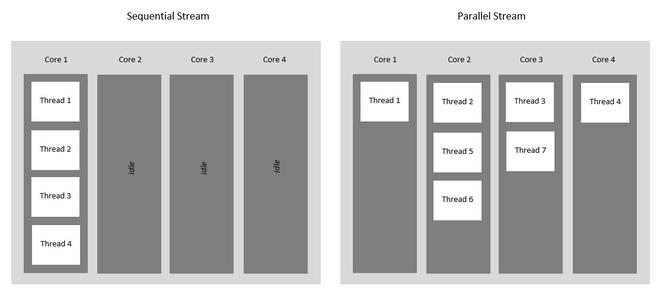 Sequential Stream
Core 1 Core 2 Core 3 Core 4
Thread 1
Thread 2
Thread 3
Thread 4
Idle
Idle
Idle
Parallel Stream
Core 1 Core 2 Core 3 Core 4
Thread 1
Thread 2
Thread 5
Thread 6
Thread 3
Thread 7
Thread 4